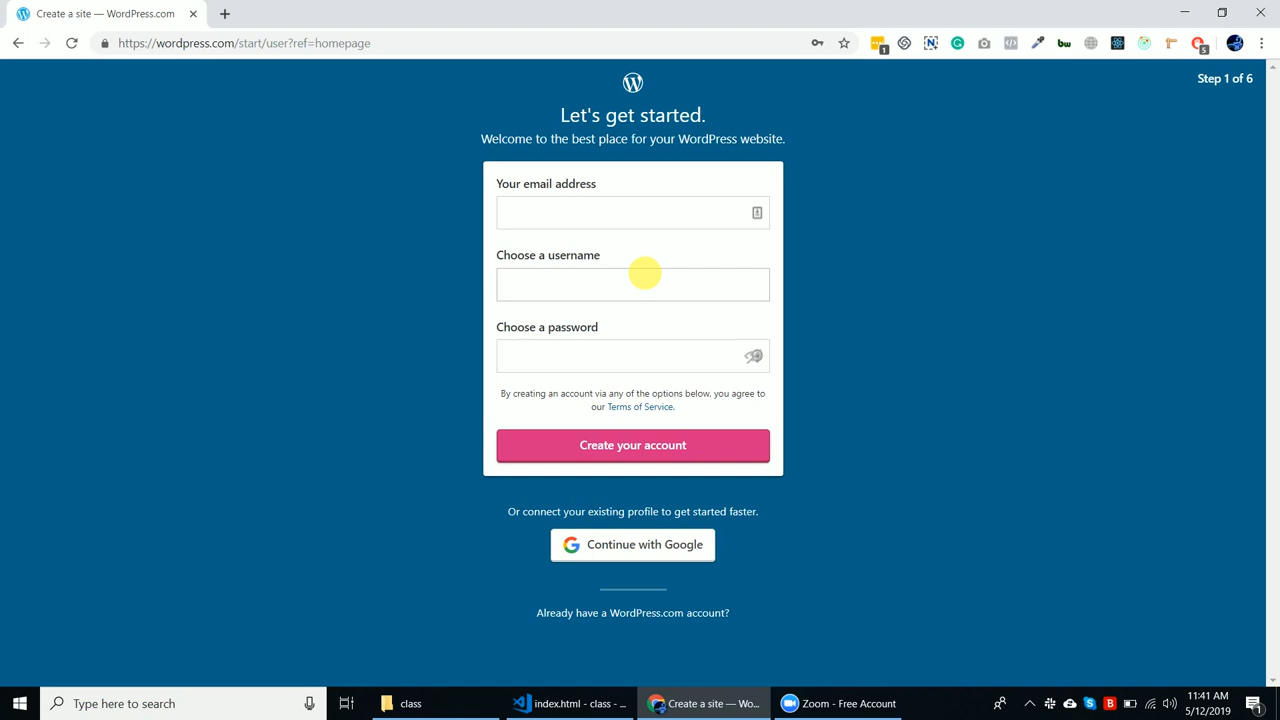 Create a site — WordPress.com
https://wordpress.com/start/user?ref=homepage
1
N
bw
5
Step 1 of 6
Let's get started.
Welcome to the best place for your WordPress website.
Your email address
Choose a username
Choose a password
By creating an account via any of the options below, you agree to
our Terms of Service.
Create your account
Or connect your existing profile to get started faster.
Continue with Google
Already have a WordPress.com account?
Type here to search
class
index.html - class - ...
Create a site — Wo...
Zoom - Free Account
11:41 AM
5/12/2019
1